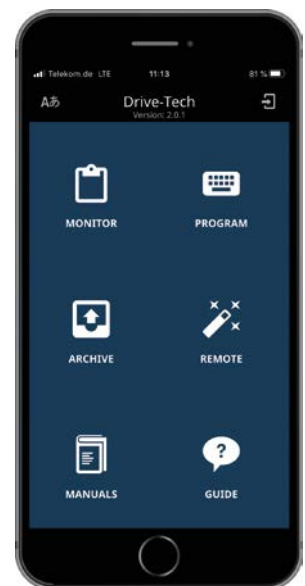 Telekom.de LTE 11:13 81 %
Aあ Drive-Tech
Version: 2.0.1
MONITOR PROGRAM
ARCHIVE REMOTE
?
MANUALS GUIDE